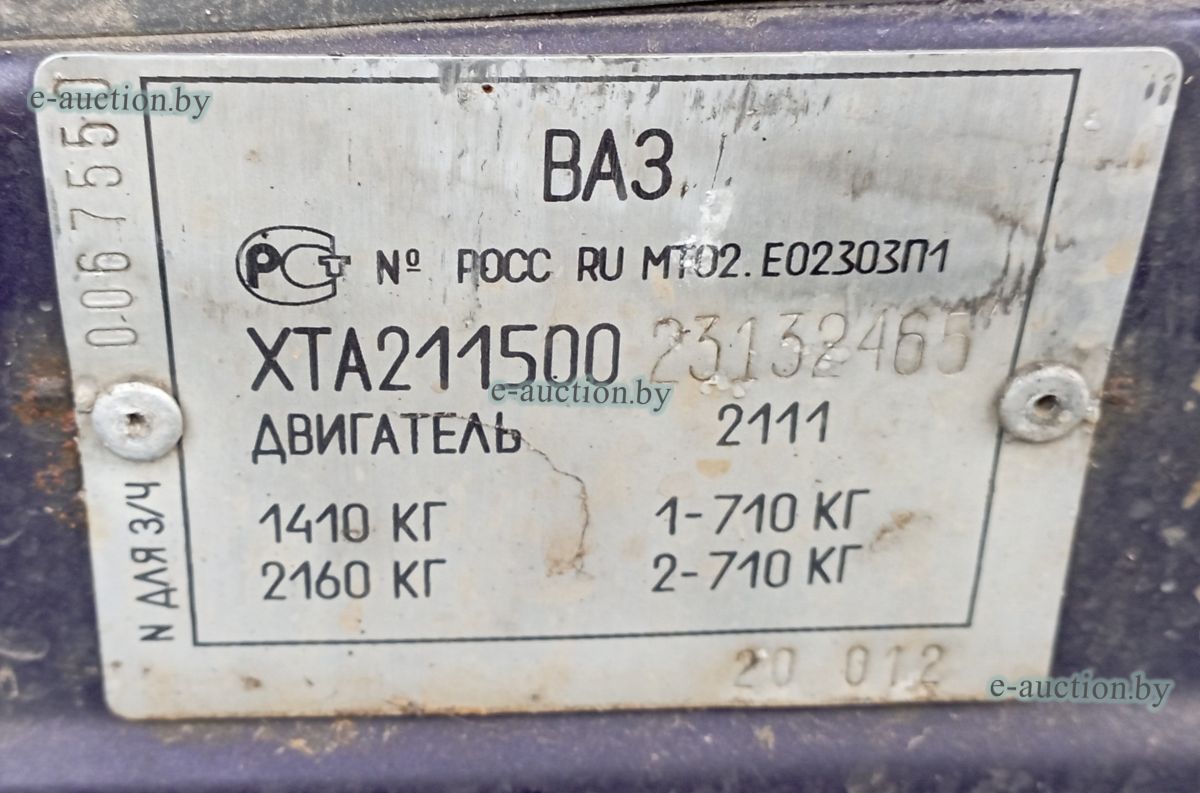 ВАЗ
РСТ № РОСС RU МТ02.Е02303П1
ХТА211500 23132465
ДВИГАТЕЛЬ 2111
1410 КГ 1-710 КГ
2160 КГ 2-710 КГ
20 012
N ДЛЯ З/Ч 0067550
e-auction.by
e-auction.by
e-auction.by